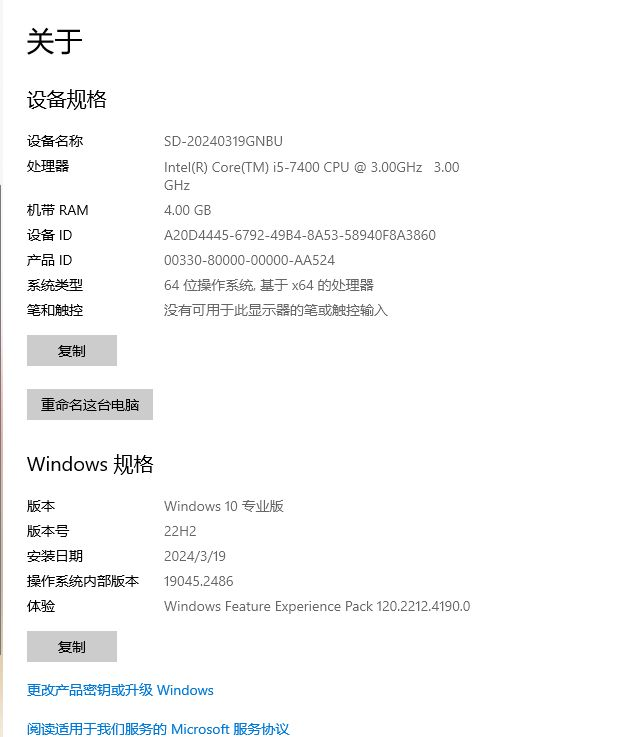 关于
设备规格
设备名称 SD-20240319GNBU
处理器 Intel(R) Core(TM) i5-7400 CPU @ 3.00GHz 3.00
GHz
机带 RAM 4.00 GB
设备 ID A20D4445-6792-49B4-8A53-58940F8A3860
产品 ID 00330-80000-00000-AA524
系统类型 64 位操作系统, 基于 x64 的处理器
笔和触控 没有可用于此显示器的笔或触控输入
复制
重命名这台电脑
Windows 规格
版本 Windows 10 专业版
版本号 22H2
安装日期 2024/3/19
操作系统内部版本 19045.2486
体验 Windows Feature Experience Pack 120.2212.4190.0
复制
更改产品密钥或升级 Windows
阅读适用于我们服务的 Microsoft 服务协议